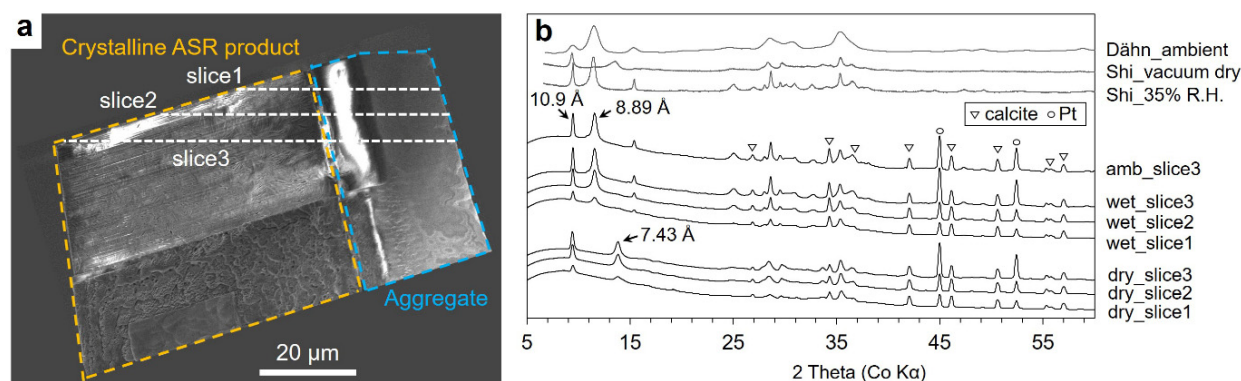 a
Crystalline ASR product
slice1
slice2
slice3
Aggregate
20 μm
b
Dähn_ambient
Shi_vacuum dry
Shi_35% R.H.
10.9 Å
8.89 Å
▽ calcite ○ Pt
amb_slice3
wet_slice3
wet_slice2
wet_slice1
7.43 Å
dry_slice3
dry_slice2
dry_slice1
5 15 25 35 45 55
2 Theta (Co Kα)